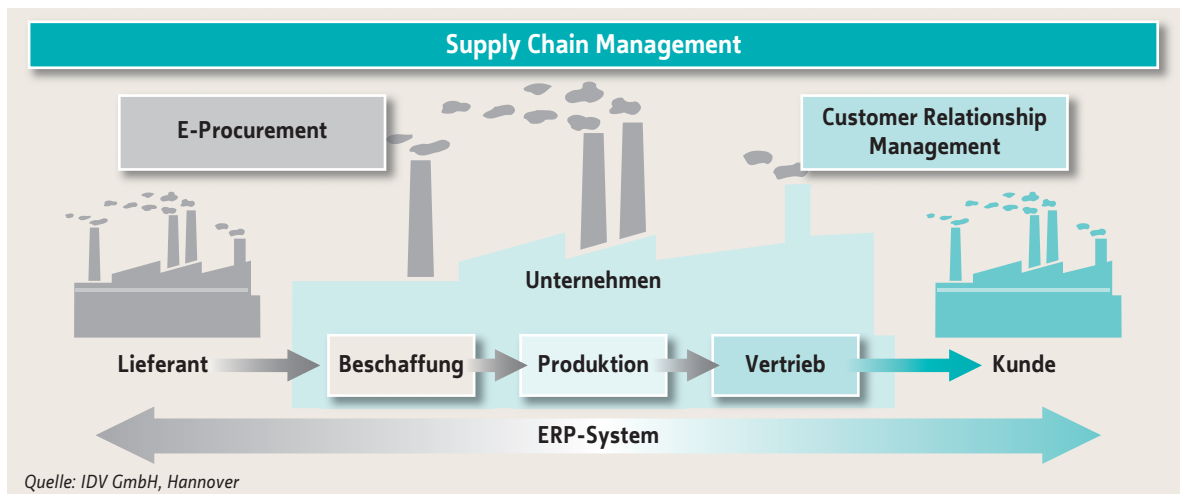 Supply Chain Management
E-Procurement
Customer Relationship
Management
Unternehmen
Lieferant
Beschaffung
Produktion
Vertrieb
Kunde
ERP-System
Quelle: IDV GmbH, Hannover